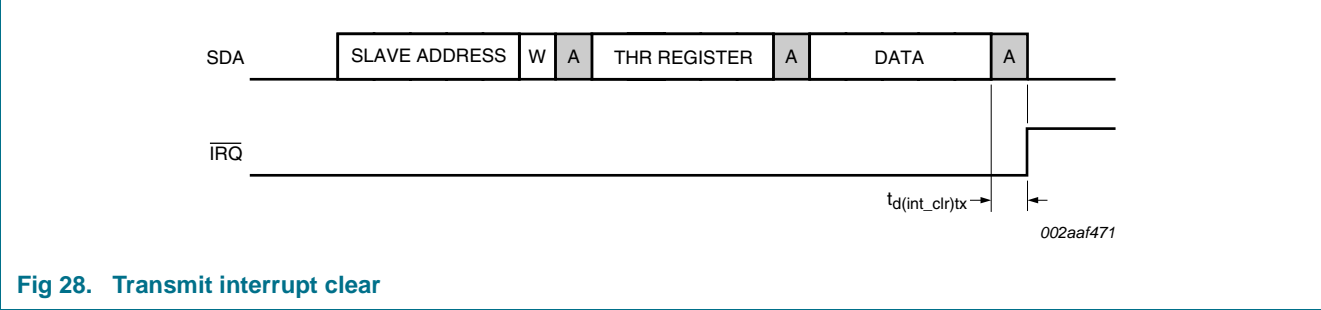 SDA SLAVE ADDRESS W A THR REGISTER A DATA A
IRQ
td(int_clr)tx
002aaf471
Fig 28. Transmit interrupt clear